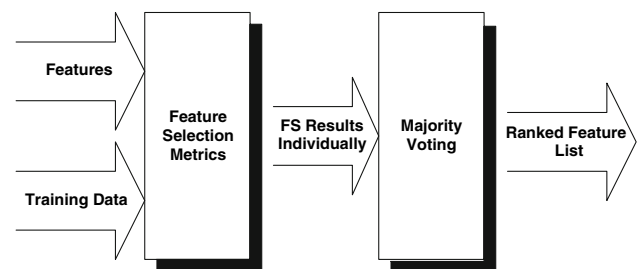 Features
Training Data
Feature
Selection
Metrics
FS Results
Individually
Majority
Voting
Ranked Feature
List